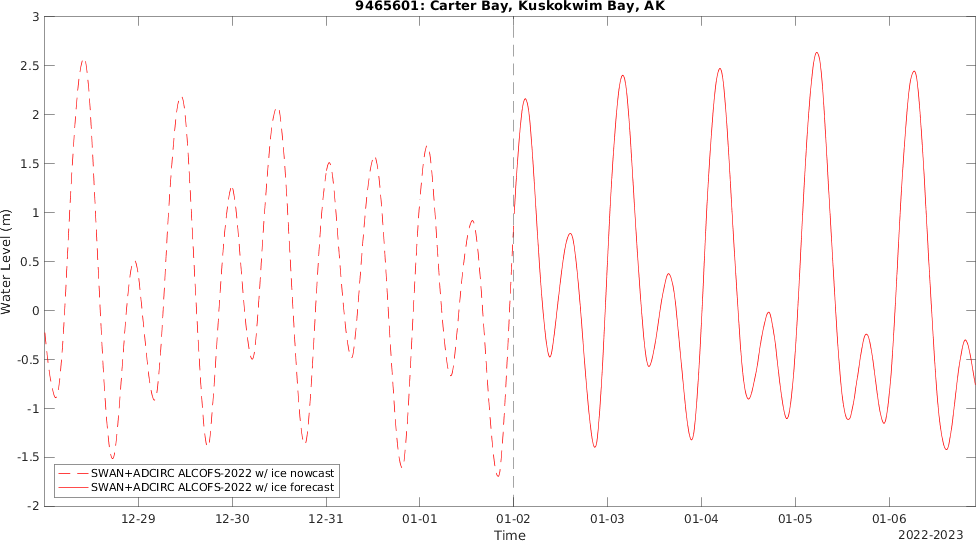 9465601: Carter Bay, Kuskokwim Bay, AK
3
2.5
2
1.5
1
0.5
0
-0.5
-1
-1.5
-2
Water Level (m)
SWAN+ADCIRC ALCOFS-2022 w/ ice nowcast
SWAN+ADCIRC ALCOFS-2022 w/ ice forecast
12-29 12-30 12-31 01-01 01-02 01-03 01-04 01-05 01-06
Time
2022-2023